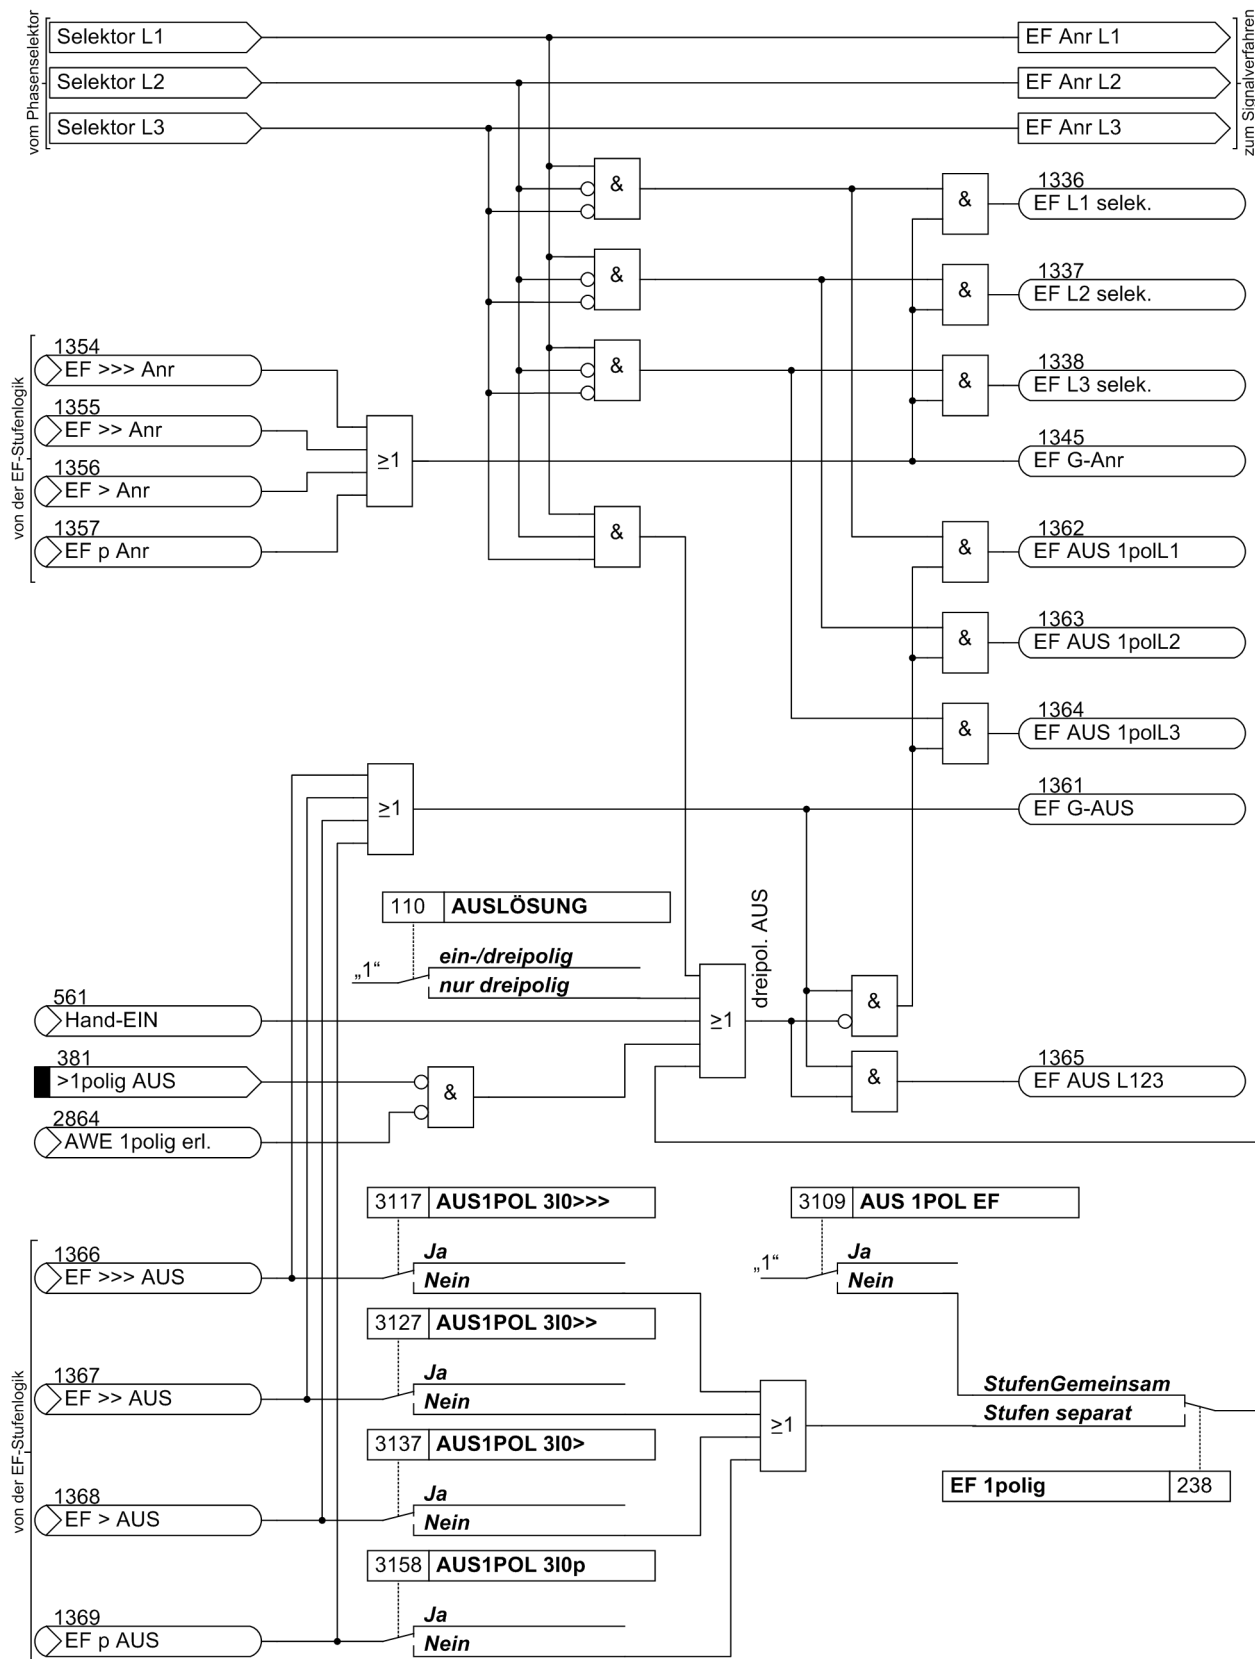 vom Phasenselektor
Selektor L1
Selektor L2
Selektor L3
EF Anr L1
EF Anr L2
EF Anr L3
zum Signalverfahren
&
&
&
&
&
1336
EF L1 selek.
&
1337
EF L2 selek.
&
1338
EF L3 selek.
von der EF-Stufenlogik
1354
EF >>> Anr
1355
EF >> Anr
1356
EF > Anr
1357
EF p Anr
≥1
1345
EF G-Anr
&
1362
EF AUS 1polL1
&
1363
EF AUS 1polL2
&
1364
EF AUS 1polL3
≥1
1361
EF G-AUS
110 AUSLÖSUNG
„1“
ein-/dreipolig
nur dreipolig
dreipol. AUS
561
Hand-EIN
≥1
&
381
>1polig AUS
&
&
1365
EF AUS L123
2864
AWE 1polig erl.
3117 AUS1POL 3I0>>>
3109 AUS 1POL EF
von der EF-Stufenlogik
1366
EF >>> AUS
Ja
Nein
„1“
Ja
Nein
3127 AUS1POL 3I0>>
1367
EF >> AUS
Ja
Nein
StufenGemeinsam
Stufen separat
≥1
3137 AUS1POL 3I0>
EF 1polig 238
1368
EF > AUS
Ja
Nein
3158 AUS1POL 3I0p
1369
EF p AUS
Ja
Nein